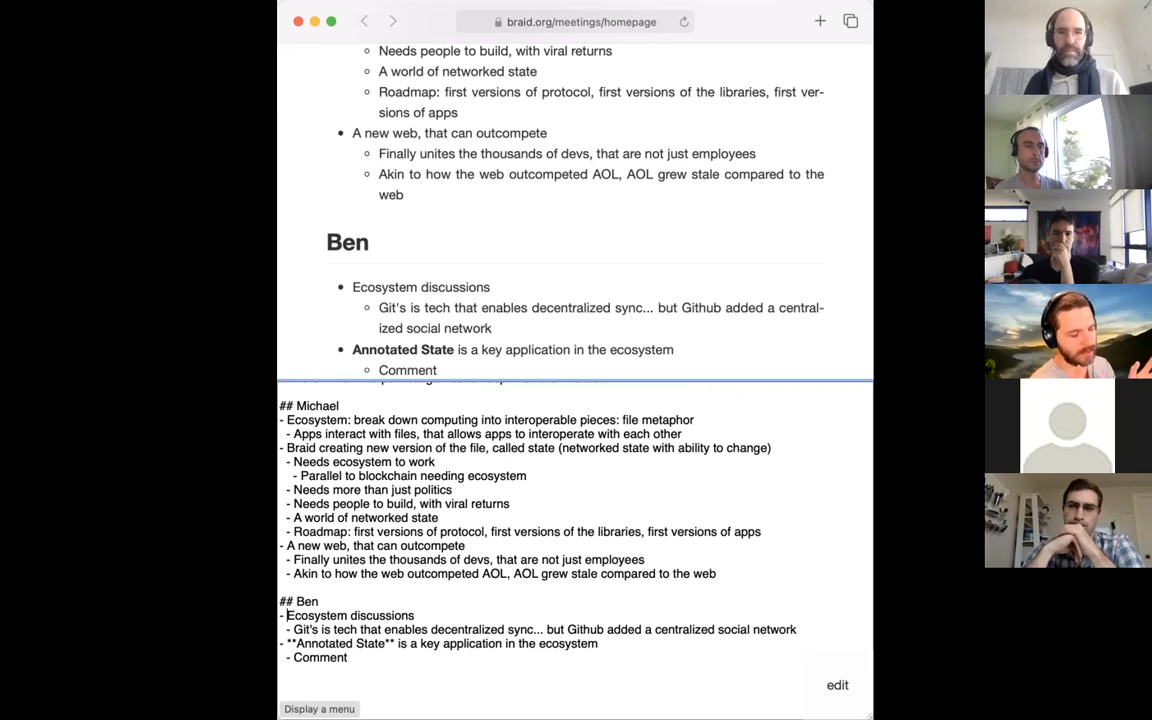 braid.org/meetings/homepage
Needs people to build, with viral returns
A world of networked state
Roadmap: first versions of protocol, first versions of the libraries, first ver-
sions of apps
A new web, that can outcompete
Finally unites the thousands of devs, that are not just employees
Akin to how the web outcompeted AOL, AOL grew stale compared to the
web
Ben
Ecosystem discussions
Git's is tech that enables decentralized sync... but Github added a central-
ized social network
Annotated State is a key application in the ecosystem
Comment
## Michael
- Ecosystem: break down computing into interoperable pieces: file metaphor
- Apps interact with files, that allows apps to interoperate with each other
- Braid creating new version of the file, called state (networked state with ability to change)
- Needs ecosystem to work
- Parallel to blockchain needing ecosystem
- Needs more than just politics
- Needs people to build, with viral returns
- A world of networked state
- Roadmap: first versions of protocol, first versions of the libraries, first versions of apps
- A new web, that can outcompete
- Finally unites the thousands of devs, that are not just employees
- Akin to how the web outcompeted AOL, AOL grew stale compared to the web
## Ben
- Ecosystem discussions
- Git's is tech that enables decentralized sync... but Github added a centralized social network
- **Annotated State** is a key application in the ecosystem
- Comment
edit
Display a menu